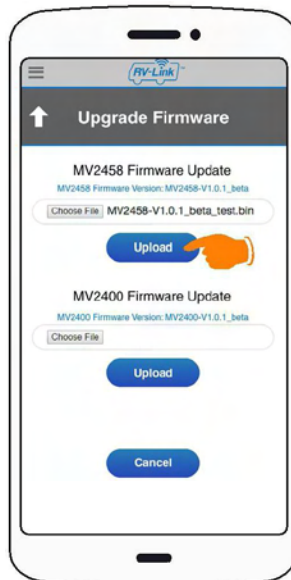 RV-Link™
Upgrade Firmware
MV2458 Firmware Update
MV2458 Firmware Version: MV2458-V1.0.1_beta
Choose File MV2458-V1.0.1_beta_test.bin
Upload
MV2400 Firmware Update
MV2400 Firmware Version: MV2400-V1.0.1_beta
Choose File
Upload
Cancel